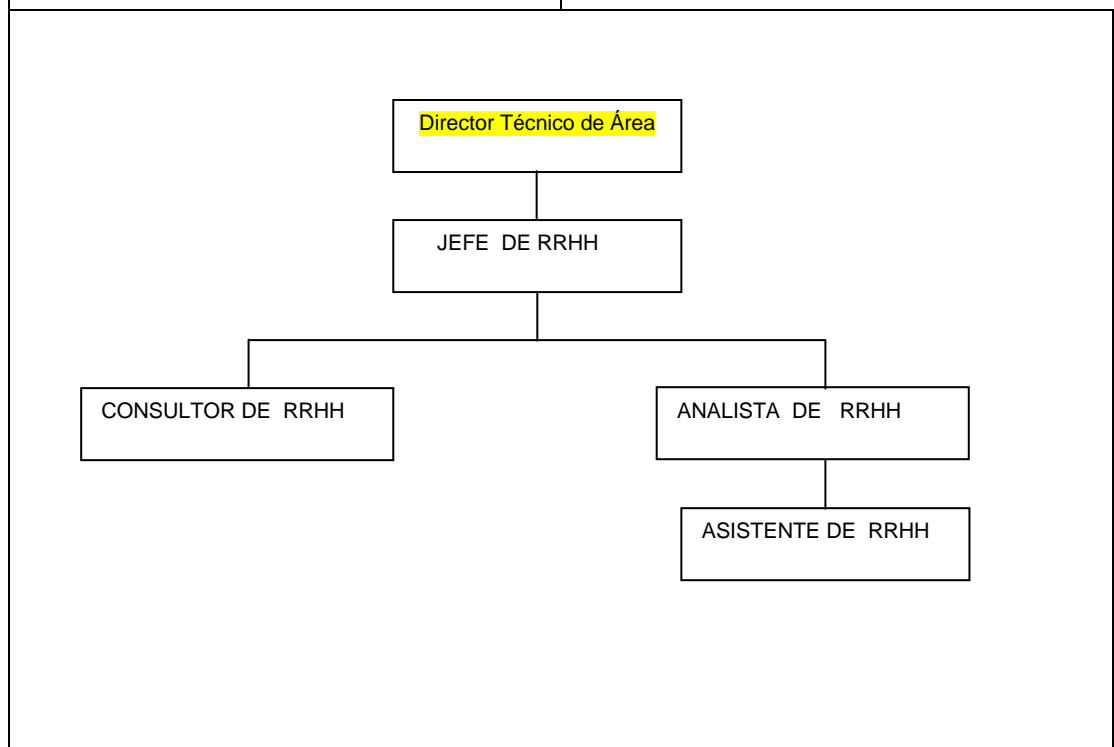 Director Técnico de Área
JEFE DE RRHH
CONSULTOR DE RRHH
ANALISTA DE RRHH
ASISTENTE DE RRHH